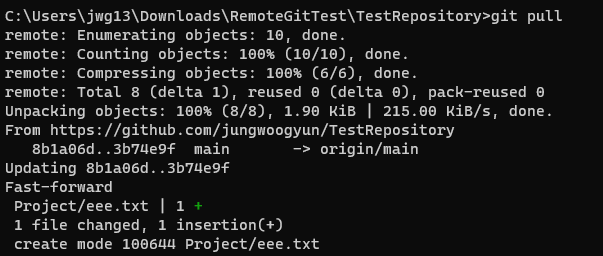 C:\Users\jwg13\Downloads\RemoteGitTest\TestRepository>git pull
remote: Enumerating objects: 10, done.
remote: Counting objects: 100% (10/10), done.
remote: Compressing objects: 100% (6/6), done.
remote: Total 8 (delta 1), reused 0 (delta 0), pack-reused 0
Unpacking objects: 100% (8/8), 1.90 KiB | 215.00 KiB/s, done.
From https://github.com/jungwoogyun/TestRepository
   8b1a06d..3b74e9f  main       -> origin/main
Updating 8b1a06d..3b74e9f
Fast-forward
 Project/eee.txt | 1 +
 1 file changed, 1 insertion(+)
 create mode 100644 Project/eee.txt